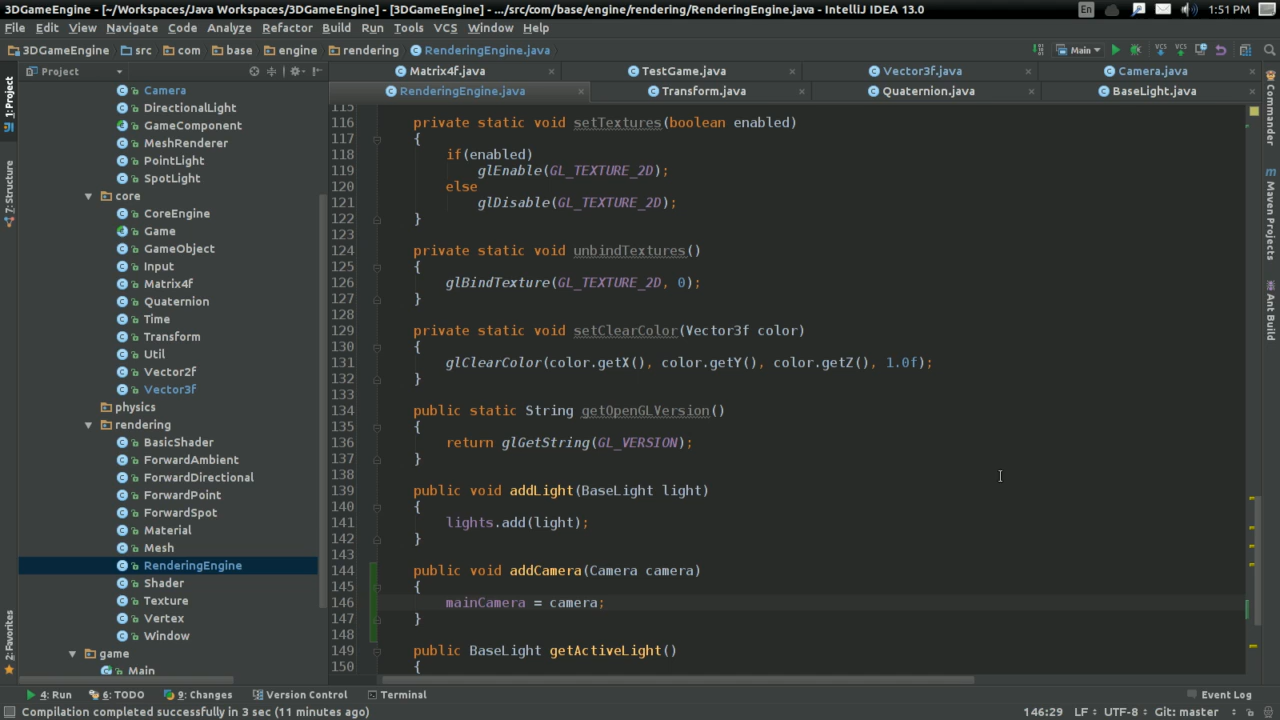 3DGameEngine - [~/Workspaces/Java Workspaces/3DGameEngine] - [3DGameEngine] - .../src/com/base/engine/rendering/RenderingEngine.java - IntelliJ IDEA 13.0
En
1:51 PM
File Edit View Navigate Code Analyze Refactor Build Run Tools VCS Window Help
3DGameEngine src com base engine rendering RenderingEngine.java
Main
Project
Matrix4f.java TestGame.java Vector3f.java Camera.java
RenderingEngine.java Transform.java Quaternion.java BaseLight.java
1: Project
7: Structure
2: Favorites
Camera
DirectionalLight
GameComponent
MeshRenderer
PointLight
SpotLight
core
CoreEngine
Game
GameObject
Input
Matrix4f
Quaternion
Time
Transform
Util
Vector2f
Vector3f
physics
rendering
BasicShader
ForwardAmbient
ForwardDirectional
ForwardPoint
ForwardSpot
Material
Mesh
RenderingEngine
Shader
Texture
Vertex
Window
game
Main
115
116 private static void setTextures(boolean enabled)
117 {
118 if(enabled)
119 glEnable(GL_TEXTURE_2D);
120 else
121 glDisable(GL_TEXTURE_2D);
122 }
123
124 private static void unbindTextures()
125 {
126 glBindTexture(GL_TEXTURE_2D, 0);
127 }
128
129 private static void setClearColor(Vector3f color)
130 {
131 glClearColor(color.getX(), color.getY(), color.getZ(), 1.0f);
132 }
133
134 public static String getOpenGLVersion()
135 {
136 return glGetString(GL_VERSION);
137 }
138
139 public void addLight(BaseLight light)
140 {
141 lights.add(light);
142 }
143
144 public void addCamera(Camera camera)
145 {
146 mainCamera = camera;
147 }
148
149 public BaseLight getActiveLight()
150 {
Commander
Maven Projects
Ant Build
4: Run 6: TODO 9: Changes Version Control Terminal Event Log
Compilation completed successfully in 3 sec (11 minutes ago) 146:29 LF UTF-8 Git: master